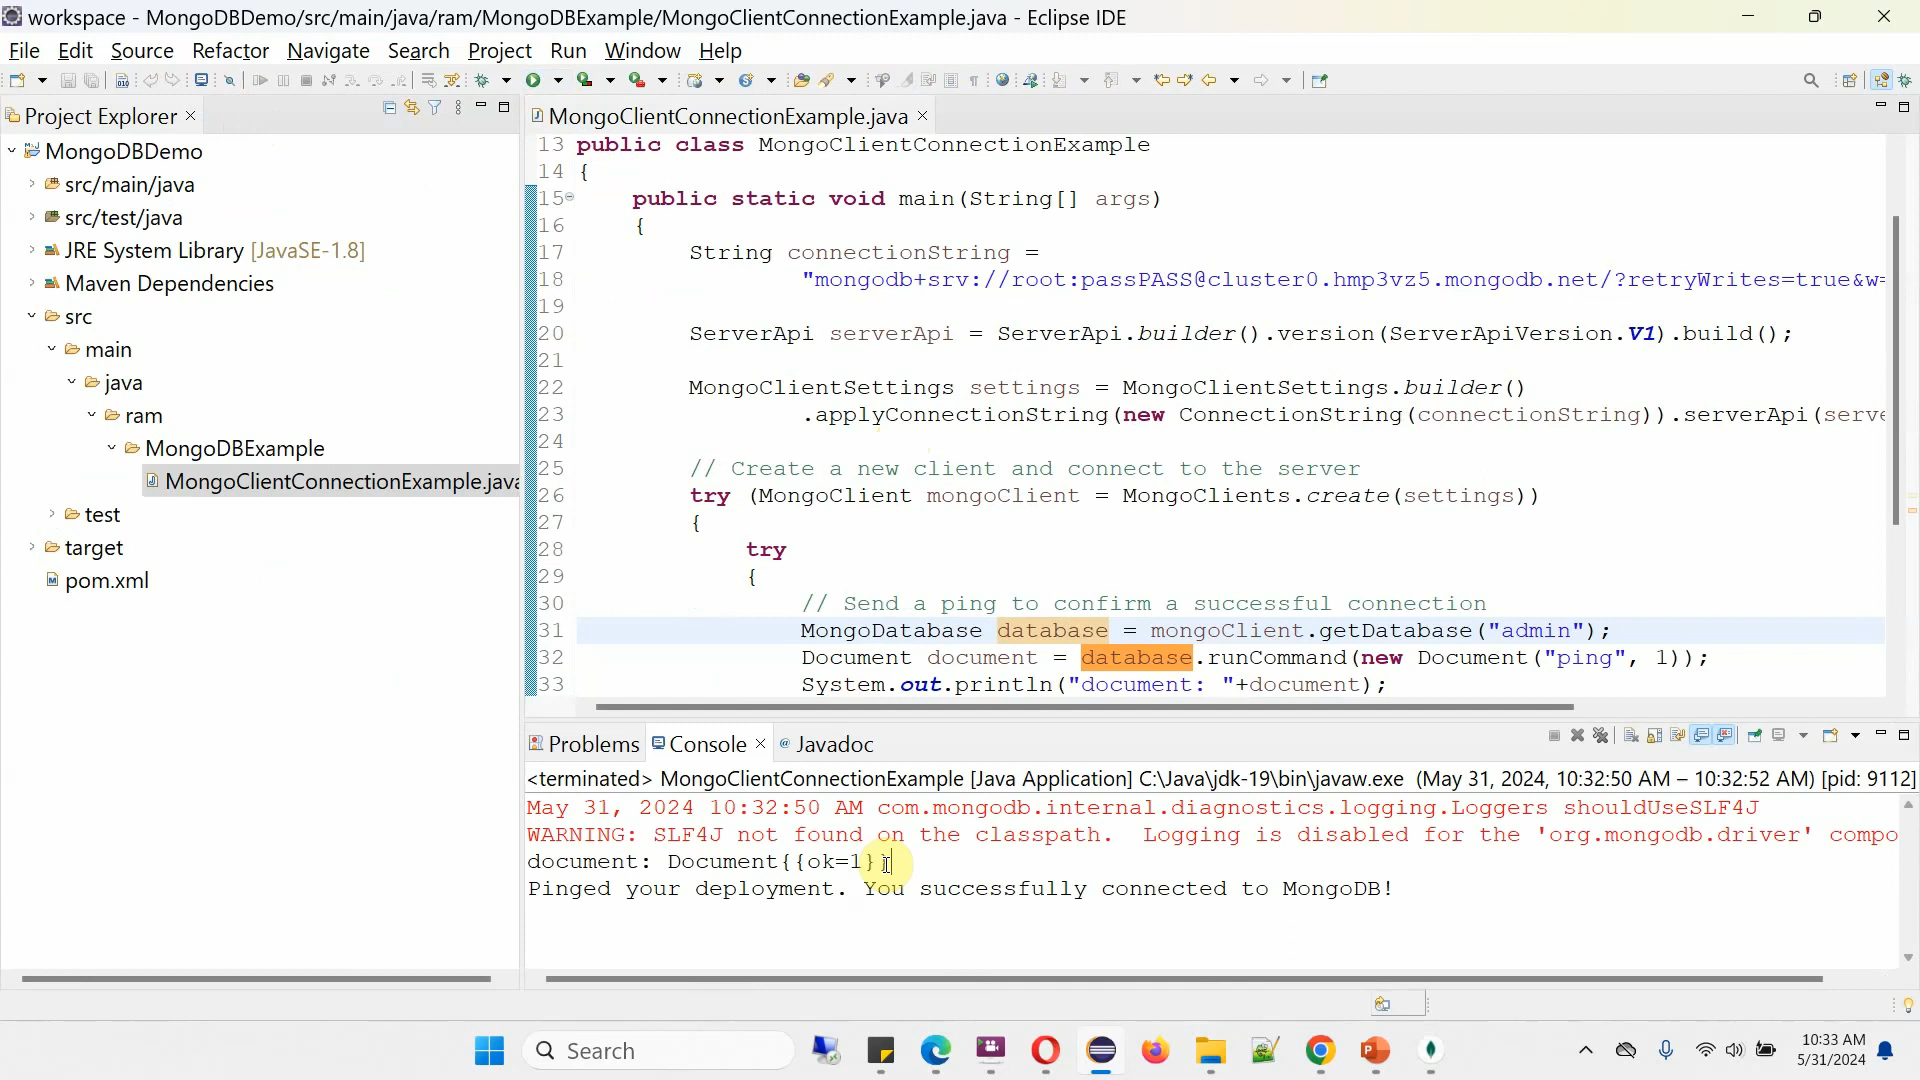 workspace - MongoDBDemo/src/main/java/ram/MongoDBExample/MongoClientConnectionExample.java - Eclipse IDE
File Edit Source Refactor Navigate Search Project Run Window Help
Project Explorer
MongoDBDemo
src/main/java
src/test/java
JRE System Library [JavaSE-1.8]
Maven Dependencies
src
main
java
ram
MongoDBExample
MongoClientConnectionExample.java
test
target
pom.xml
MongoClientConnectionExample.java
13 public class MongoClientConnectionExample
14 {
15 public static void main(String[] args)
16 {
17 String connectionString =
18 "mongodb+srv://root:passPASS@cluster0.hmp3vz5.mongodb.net/?retryWrites=true&w=
19
20 ServerApi serverApi = ServerApi.builder().version(ServerApiVersion.V1).build();
21
22 MongoClientSettings settings = MongoClientSettings.builder()
23 .applyConnectionString(new ConnectionString(connectionString)).serverApi(serve
24
25 // Create a new client and connect to the server
26 try (MongoClient mongoClient = MongoClients.create(settings))
27 {
28 try
29 {
30 // Send a ping to confirm a successful connection
31 MongoDatabase database = mongoClient.getDatabase("admin");
32 Document document = database.runCommand(new Document("ping", 1));
33 System.out.println("document: "+document);
Problems Console @ Javadoc
<terminated> MongoClientConnectionExample [Java Application] C:\Java\jdk-19\bin\javaw.exe (May 31, 2024, 10:32:50 AM – 10:32:52 AM) [pid: 9112]
May 31, 2024 10:32:50 AM com.mongodb.internal.diagnostics.logging.Loggers shouldUseSLF4J
WARNING: SLF4J not found on the classpath. Logging is disabled for the 'org.mongodb.driver' compo
document: Document{{ok=1}}
Pinged your deployment. You successfully connected to MongoDB!
Search
10:33 AM
5/31/2024